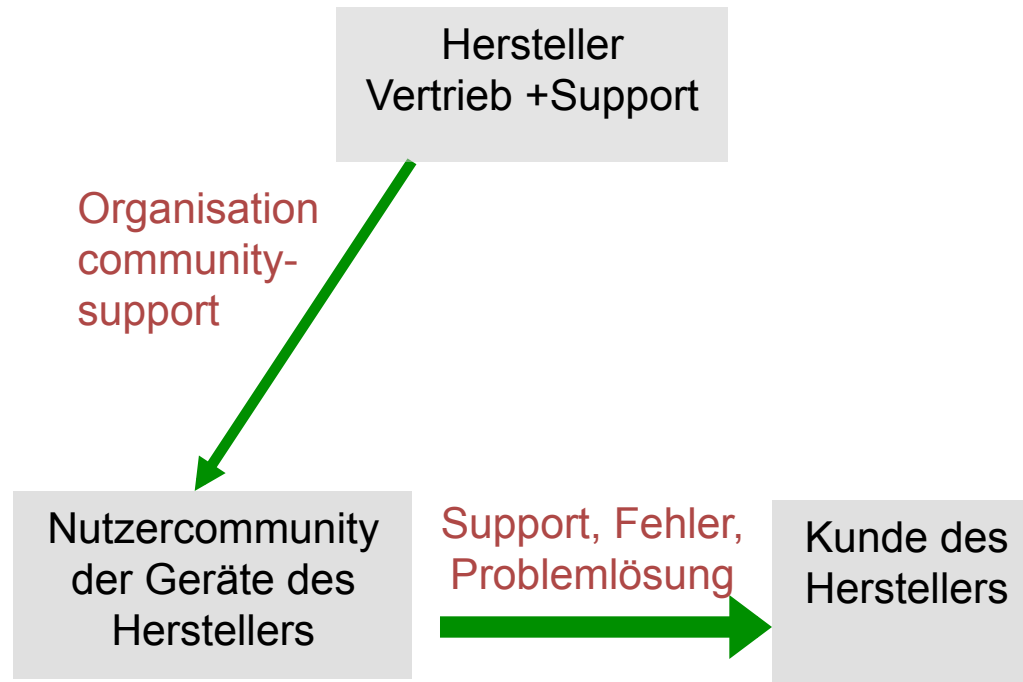 Hersteller
Vertrieb +Support
Organisation
community-
support
Nutzercommunity
der Geräte des
Herstellers
Support, Fehler,
Problemlösung
Kunde des
Herstellers